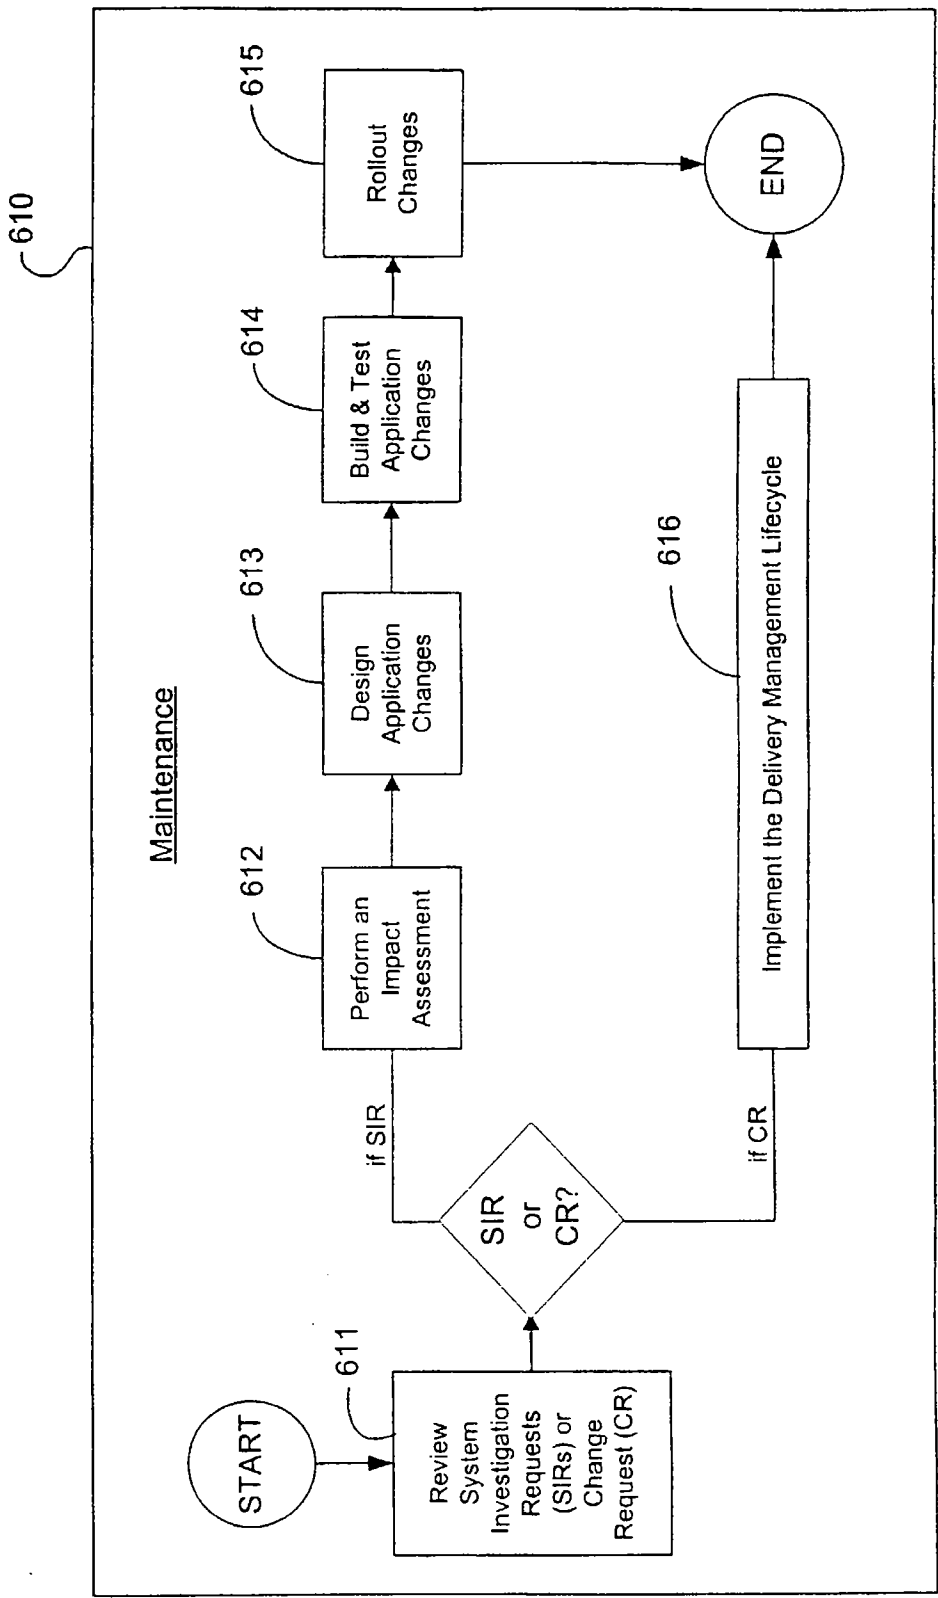 610
Maintenance
START
611
Review
System
Investigation
Requests
(SIRs) or
Change
Request (CR)
SIR
or
CR?
if SIR
612
Perform an
Impact
Assessment
613
Design
Application
Changes
614
Build & Test
Application
Changes
615
Rollout
Changes
if CR
616
Implement the Delivery Management Lifecycle
END